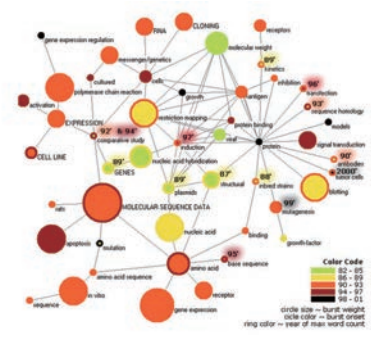 RNA
CLONING
receptors
gene expression regulation
messenger/genetics
molecular weight
89'
kinetics
cultured
cells
inhibition
96'
transfection
polymerase chain reaction
growth
antigen
activation
93'
sequence homology
restriction mapping
EXPRESSION
protein binding
models
92' & 94'
comparative study
97'
induction
viral
protein
signal transduction
CELL LINE
89'
nucleic acid hybridization
90'
antibodies
GENES
89'
plasmids
87'
structural
88'
inbred strains
2000'
tumor cells
blotting
rats
MOLECULAR SEQUENCE DATA
99'
mutagenesis
nucleic acid
apoptosis
mutation
binding
growth-factor
95'
base sequence
amino acid sequence
amino acid
in vitro
receptor
sequence
gene expression
Color Code
82 - 85
86 - 89
90 - 93
94 - 97
98 - 01
circle size ~ burst weight
ocle color ~ burst onset
ring color ~ year of max word count